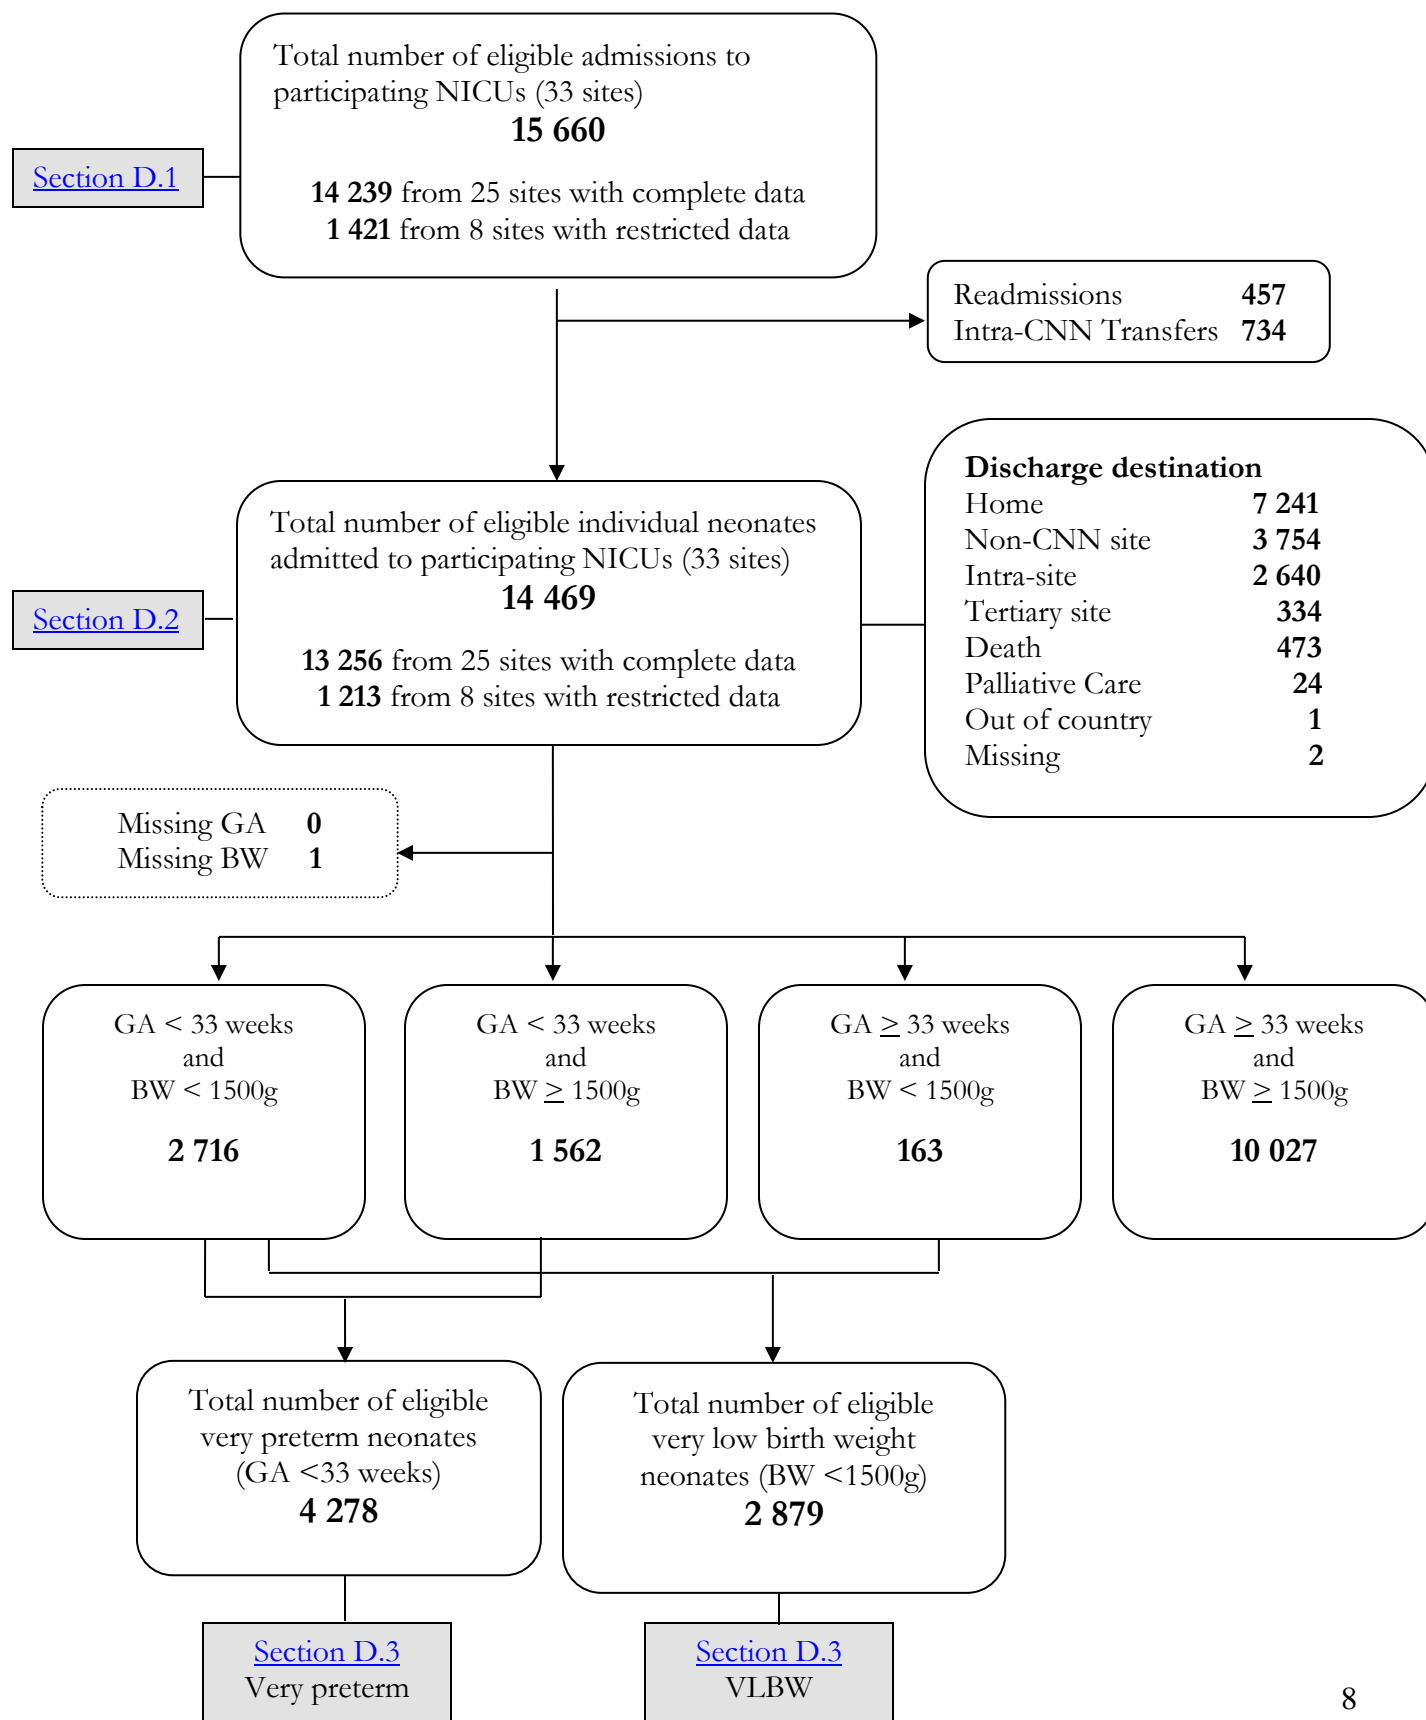 Total number of eligible admissions to
participating NICUs (33 sites)
15 660
14 239 from 25 sites with complete data
1 421 from 8 sites with restricted data
Section D.1
Readmissions 457
Intra-CNN Transfers 734
Total number of eligible individual neonates
admitted to participating NICUs (33 sites)
14 469
13 256 from 25 sites with complete data
1 213 from 8 sites with restricted data
Section D.2
Discharge destination
Home 7 241
Non-CNN site 3 754
Intra-site 2 640
Tertiary site 334
Death 473
Palliative Care 24
Out of country 1
Missing 2
Missing GA 0
Missing BW 1
GA < 33 weeks
and
BW < 1500g
2 716
GA < 33 weeks
and
BW ≥ 1500g
1 562
GA ≥ 33 weeks
and
BW < 1500g
163
GA ≥ 33 weeks
and
BW ≥ 1500g
10 027
Total number of eligible
very preterm neonates
(GA <33 weeks)
4 278
Total number of eligible
very low birth weight
neonates (BW <1500g)
2 879
Section D.3
Very preterm
Section D.3
VLBW
8